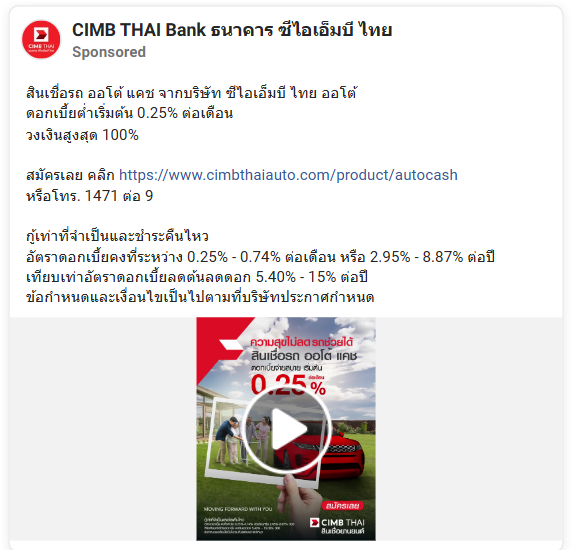 CIMB THAI Bank ธนาคาร ซีไอเอ็มบี ไทย
Sponsored
สินเชื่อรถ ออโต้ แคช จากบริษัท ซีไอเอ็มบี ไทย ออโต้
ดอกเบี้ยต่ำเริ่มต้น 0.25% ต่อเดือน
วงเงินสูงสุด 100%
สมัครเลย คลิก https://www.cimbthaiauto.com/product/autocash
หรือโทร. 1471 ต่อ 9
กู้เท่าที่จำเป็นและชำระคืนไหว
อัตราดอกเบี้ยคงที่ระหว่าง 0.25% - 0.74% ต่อเดือน หรือ 2.95% - 8.87% ต่อปี
เทียบเท่าอัตราดอกเบี้ยลดต้นลดดอก 5.40% - 15% ต่อปี
ข้อกำหนดและเงื่อนไขเป็นไปตามที่บริษัทประกาศกำหนด
CIMB THAI
ความสุขไม่ลด รถช่วยได้
สินเชื่อรถ ออโต้ แคช
ดอกเบี้ยจ่ายสบาย เริ่มต้น
0.25% ต่อเดือน
MOVING FORWARD WITH YOU
สมัครเลย
CIMB THAI
สินเชื่อยานยนต์